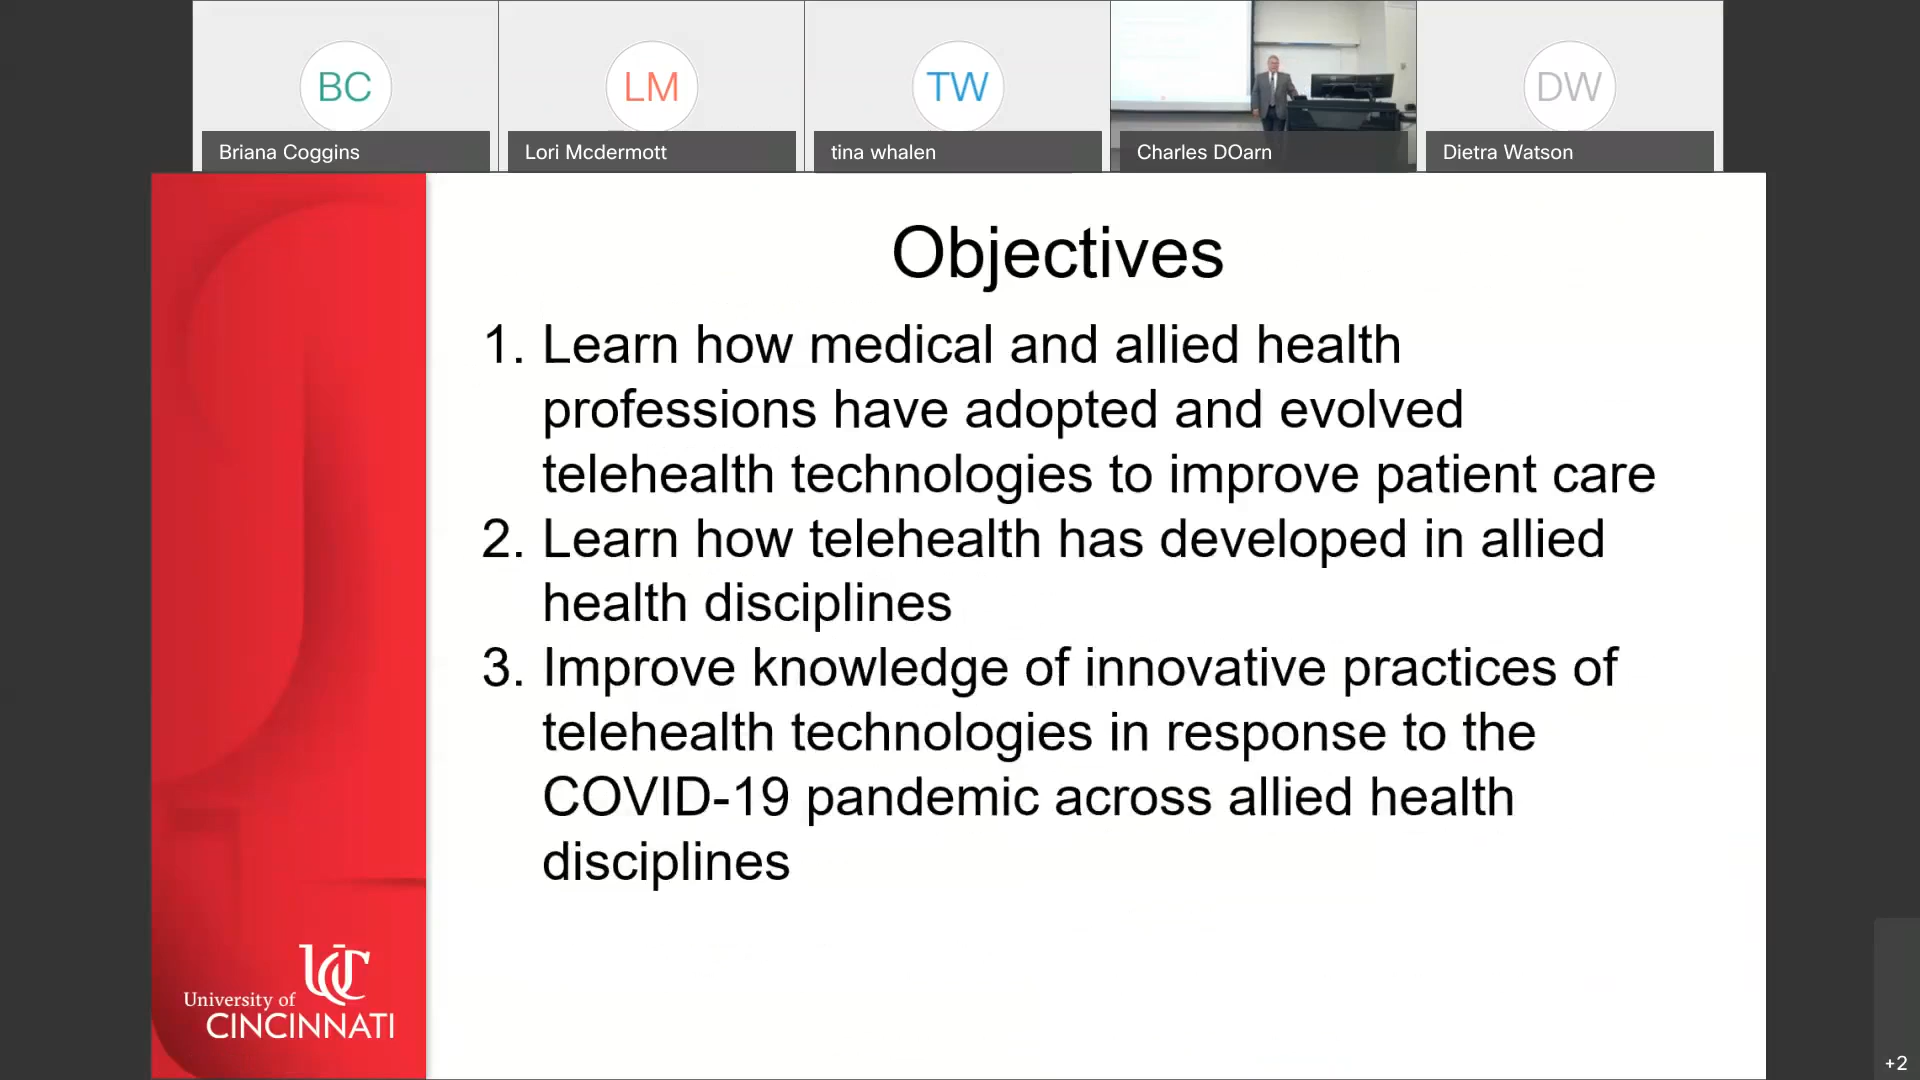 BC
LM
TW
DW
Briana Coggins
Lori Mcdermott
tina whalen
Charles DOarn
Dietra Watson
Objectives
1. Learn how medical and allied health
professions have adopted and evolved
telehealth technologies to improve patient care
2. Learn how telehealth has developed in allied
health disciplines
3. Improve knowledge of innovative practices of
telehealth technologies in response to the
COVID-19 pandemic across allied health
disciplines
UC
University of
CINCINNATI
+2